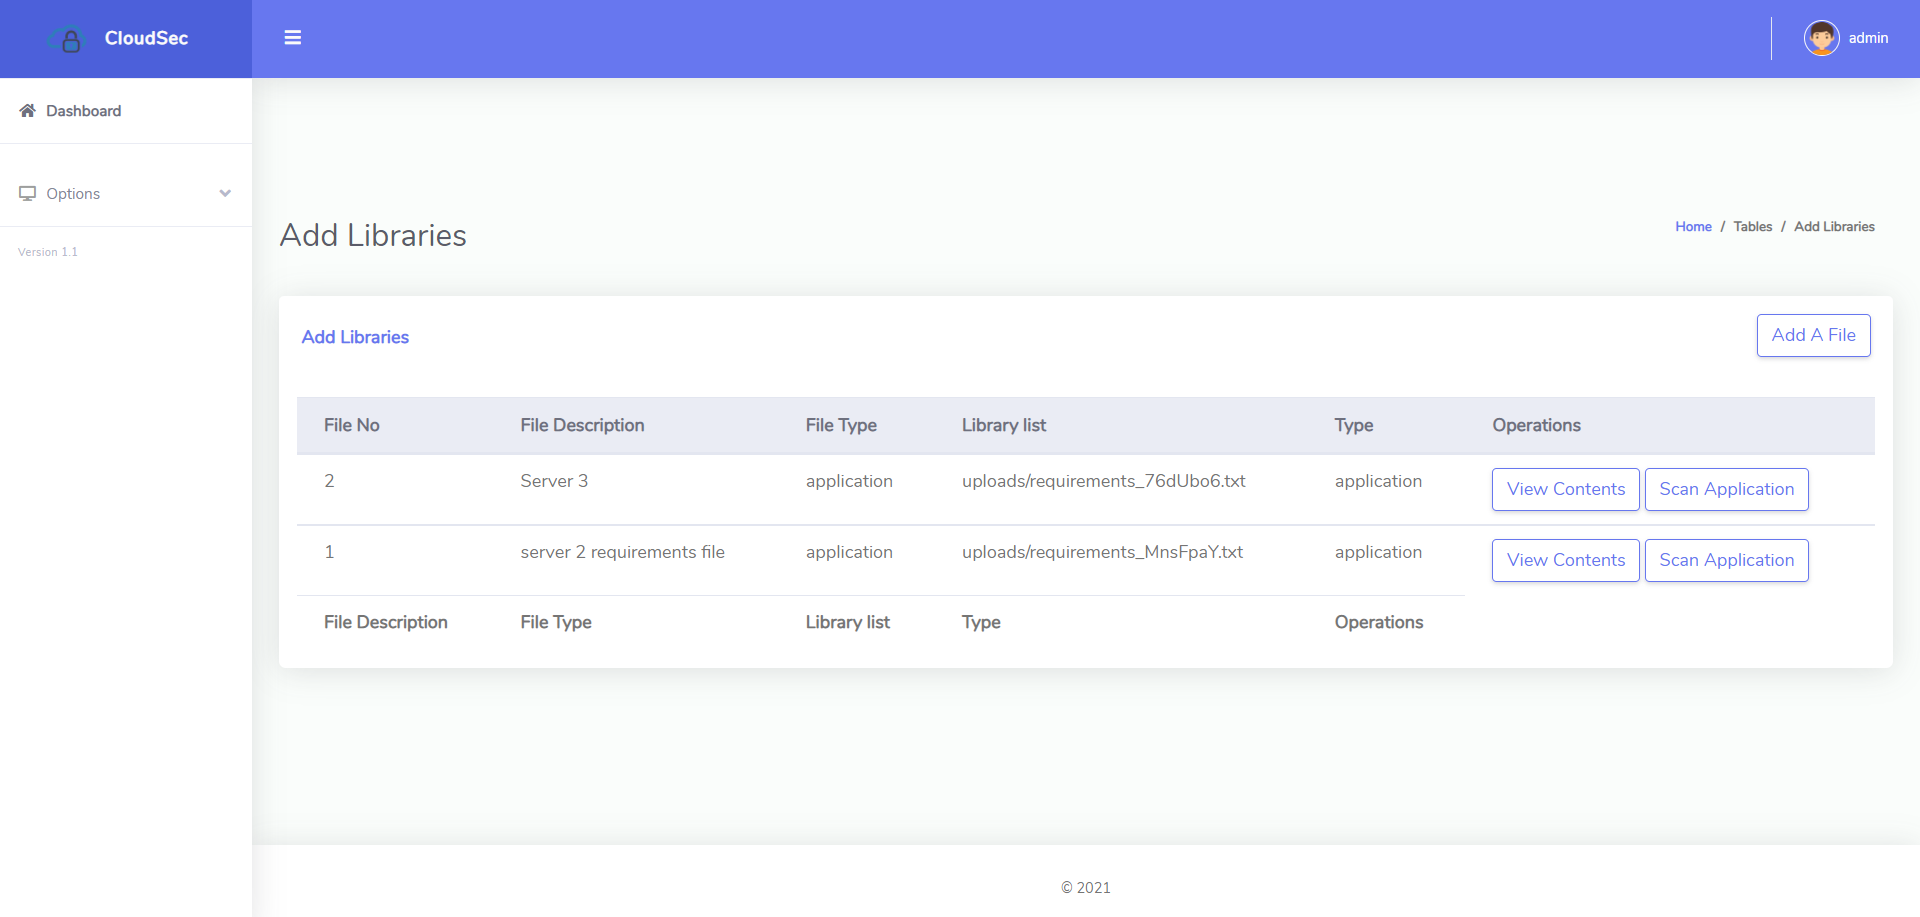 CloudSec
admin
Dashboard
Options
Version 1.1
Add Libraries
Home / Tables / Add Libraries
Add Libraries
Add A File
File No File Description File Type Library list Type Operations
2 Server 3 application uploads/requirements_76dUbo6.txt application View Contents Scan Application
1 server 2 requirements file application uploads/requirements_MnsFpaY.txt application View Contents Scan Application
File Description File Type Library list Type Operations
© 2021